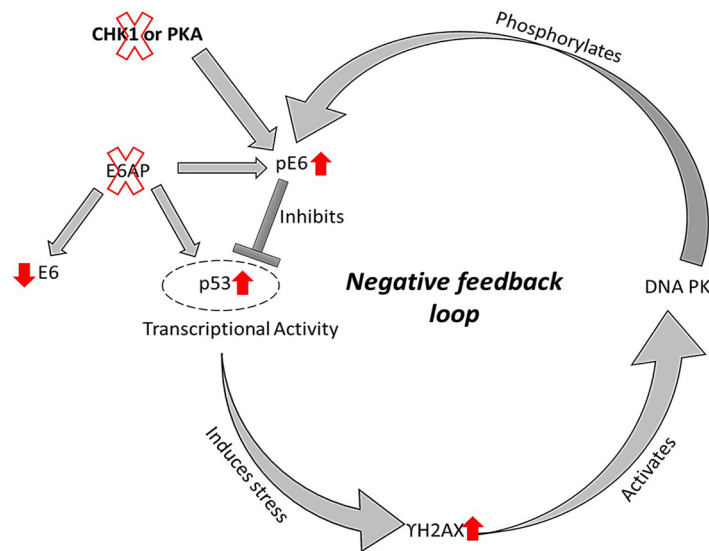 CHK1 or PKA
Phosphorylates
E6AP
pE6
Inhibits
E6
p53
Transcriptional Activity
Negative feedback
loop
DNA PK
Induces stress
ϒH2AX
Activates